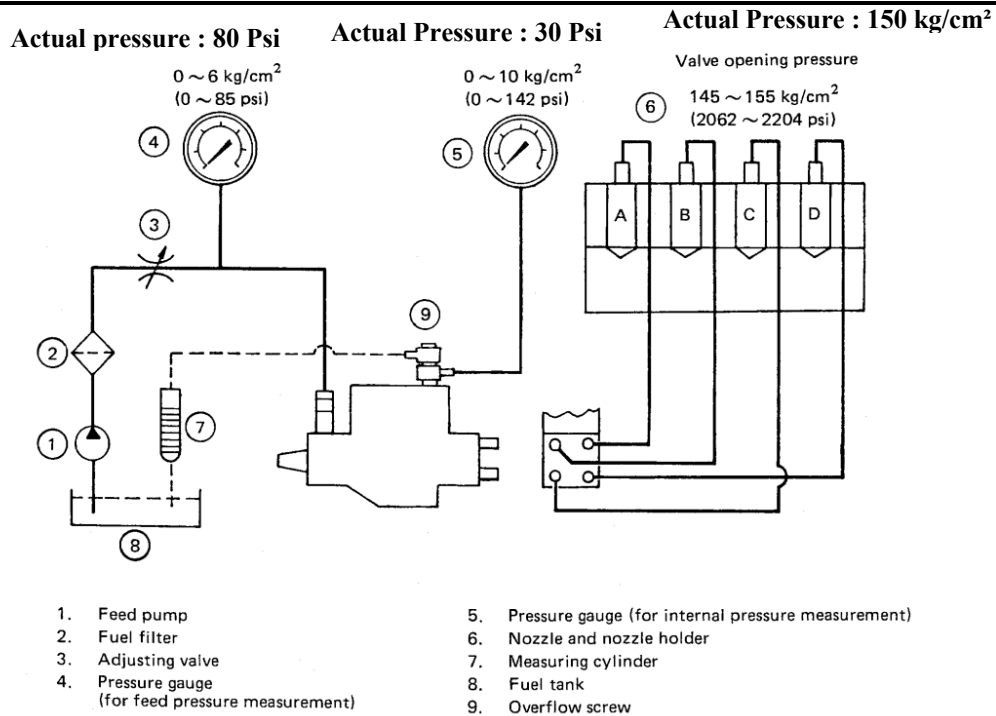 Actual pressure : 80 Psi
Actual Pressure : 30 Psi
Actual Pressure : 150 kg/cm²
0 ~ 6 kg/cm²
(0 ~ 85 psi)
0 ~ 10 kg/cm²
(0 ~ 142 psi)
Valve opening pressure
145 ~ 155 kg/cm²
(2062 ~ 2204 psi)
4
5
6
3
A
B
C
D
9
2
7
1
8
1. Feed pump
2. Fuel filter
3. Adjusting valve
4. Pressure gauge
(for feed pressure measurement)
5. Pressure gauge (for internal pressure measurement)
6. Nozzle and nozzle holder
7. Measuring cylinder
8. Fuel tank
9. Overflow screw